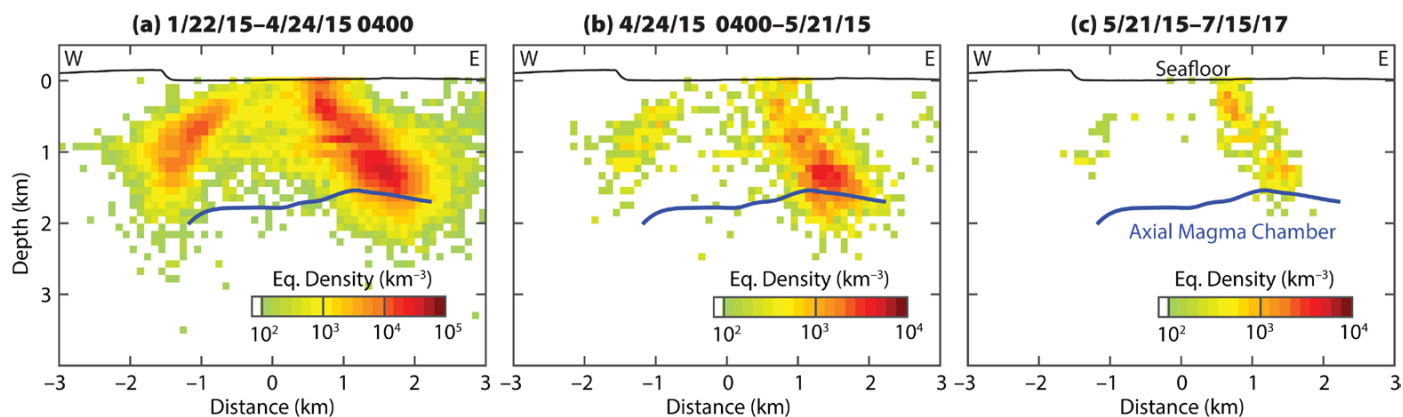 (a) 1/22/15–4/24/15 0400
(b) 4/24/15 0400–5/21/15
(c) 5/21/15–7/15/17
W
E
0
1
2
3
Depth (km)
Eq. Density (km⁻³)
10² 10³ 10⁴ 10⁵
–3 –2 –1 0 1 2 3
Distance (km)
W
E
Eq. Density (km⁻³)
10² 10³ 10⁴
–3 –2 –1 0 1 2 3
Distance (km)
W
E
Seafloor
Axial Magma Chamber
Eq. Density (km⁻³)
10² 10³ 10⁴
–3 –2 –1 0 1 2 3
Distance (km)